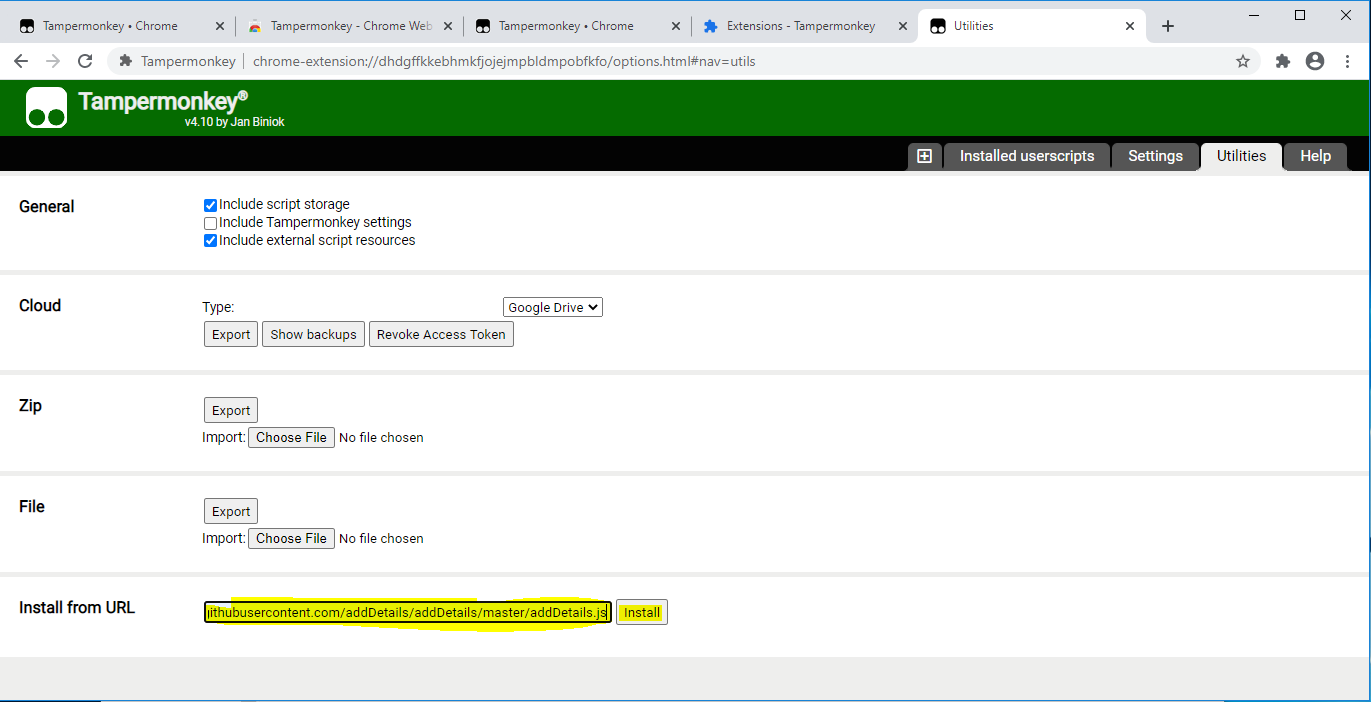 Tampermonkey • Chrome
Tampermonkey - Chrome Web
Tampermonkey • Chrome
Extensions - Tampermonkey
Utilities
Tampermonkey
chrome-extension://dhdgffkkebhmkfjojejmpbldmpobfkfo/options.html#nav=utils
Tampermonkey®
v4.10 by Jan Biniok
Installed userscripts
Settings
Utilities
Help
General
Include script storage
Include Tampermonkey settings
Include external script resources
Cloud
Type:
Google Drive
Export
Show backups
Revoke Access Token
Zip
Export
Import: Choose File No file chosen
File
Export
Import: Choose File No file chosen
Install from URL
githubusercontent.com/addDetails/addDetails/master/addDetails.js
Install